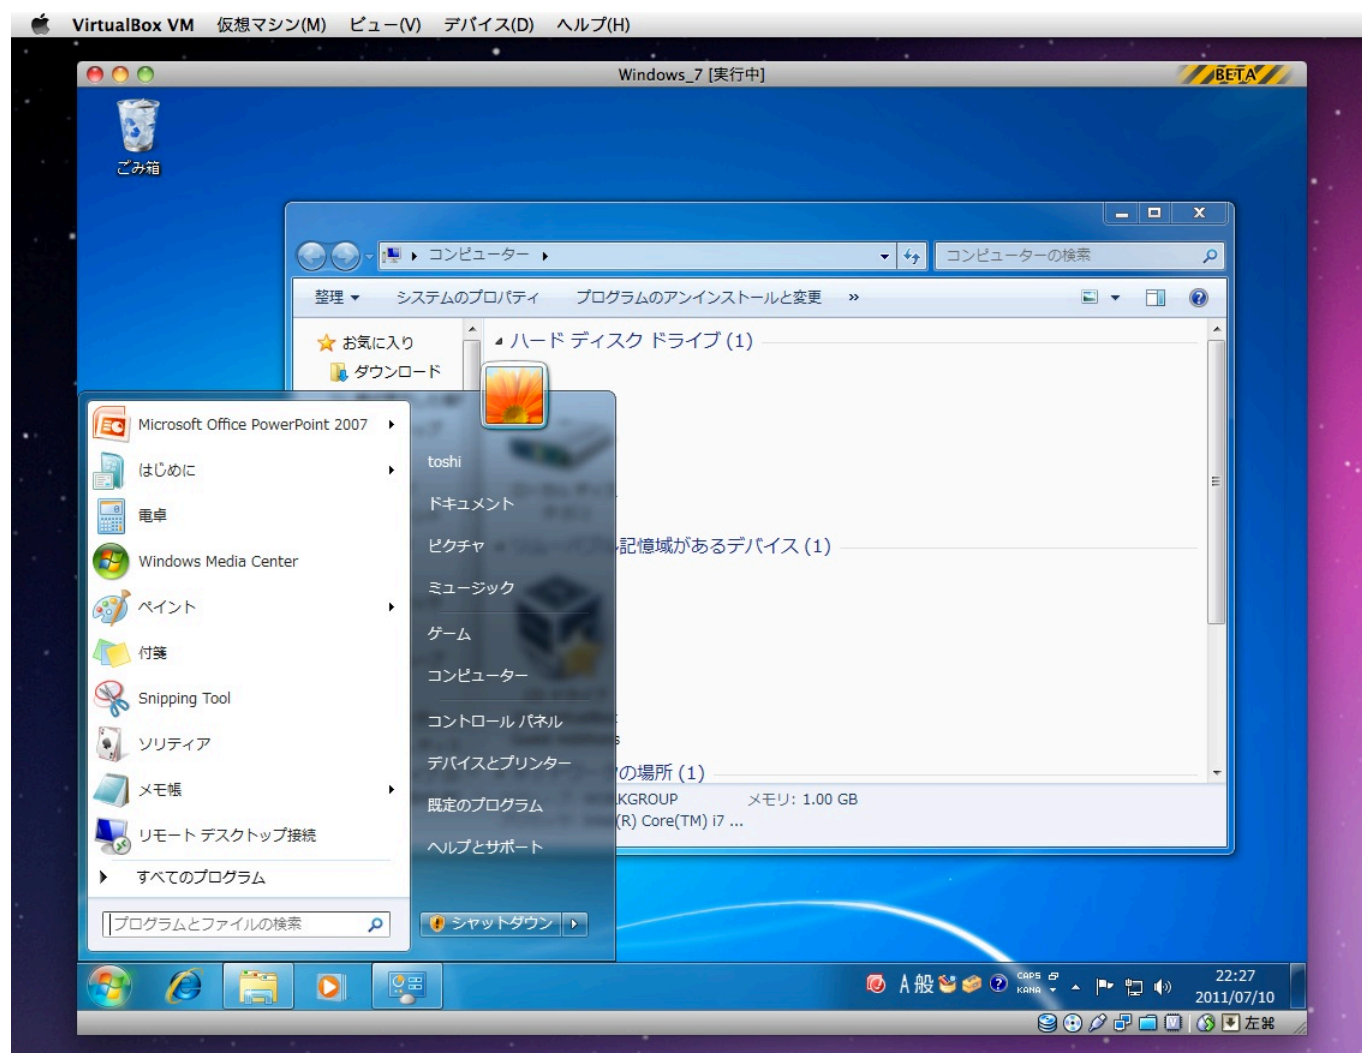 VirtualBox VM 仮想マシン(M) ビュー(V) デバイス(D) ヘルプ(H)
Windows_7 [実行中]
BETA
ごみ箱
コンピューター
コンピューターの検索
整理 システムのプロパティ プログラムのアンインストールと変更 »
お気に入り
ダウンロード
ハード ディスク ドライブ (1)
記憶域があるデバイス (1)
の場所 (1)
KGROUP メモリ: 1.00 GB
(R) Core(TM) i7 ...
Microsoft Office PowerPoint 2007
はじめに
電卓
Windows Media Center
ペイント
付箋
Snipping Tool
ソリティア
メモ帳
リモート デスクトップ接続
すべてのプログラム
プログラムとファイルの検索
toshi
ドキュメント
ピクチャ
ミュージック
ゲーム
コンピューター
コントロール パネル
デバイスとプリンター
既定のプログラム
ヘルプとサポート
シャットダウン
A 般
CAPS
KANA
22:27
2011/07/10
左⌘